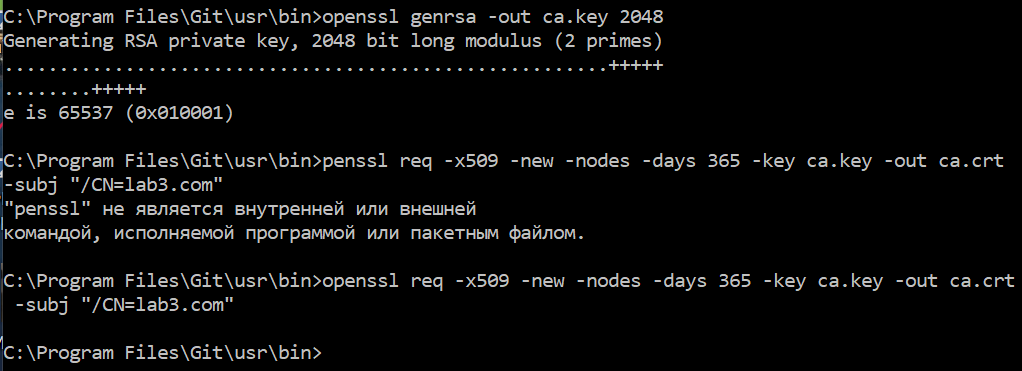 C:\Program Files\Git\usr\bin>openssl genrsa -out ca.key 2048
Generating RSA private key, 2048 bit long modulus (2 primes)
.......................................................+++++
........+++++
e is 65537 (0x010001)
C:\Program Files\Git\usr\bin>penssl req -x509 -new -nodes -days 365 -key ca.key -out ca.crt
-subj "/CN=lab3.com"
"penssl" не является внутренней или внешней
командой, исполняемой программой или пакетным файлом.
C:\Program Files\Git\usr\bin>openssl req -x509 -new -nodes -days 365 -key ca.key -out ca.crt
-subj "/CN=lab3.com"
C:\Program Files\Git\usr\bin>